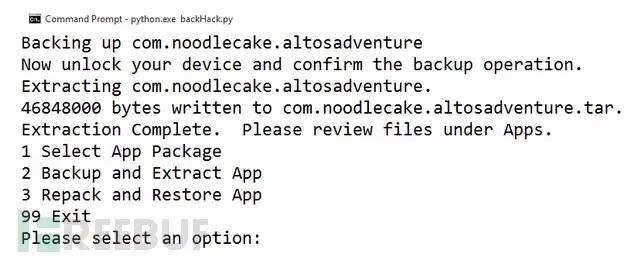 Command Prompt - python.exe backHack.py
Backing up com.noodlecake.altosadventure
Now unlock your device and confirm the backup operation.
Extracting com.noodlecake.altosadventure.
46848000 bytes written to com.noodlecake.altosadventure.tar.
Extraction Complete.  Please review files under Apps.
1 Select App Package
2 Backup and Extract App
3 Repack and Restore App
99 Exit
FREEBUF
Please select an option: